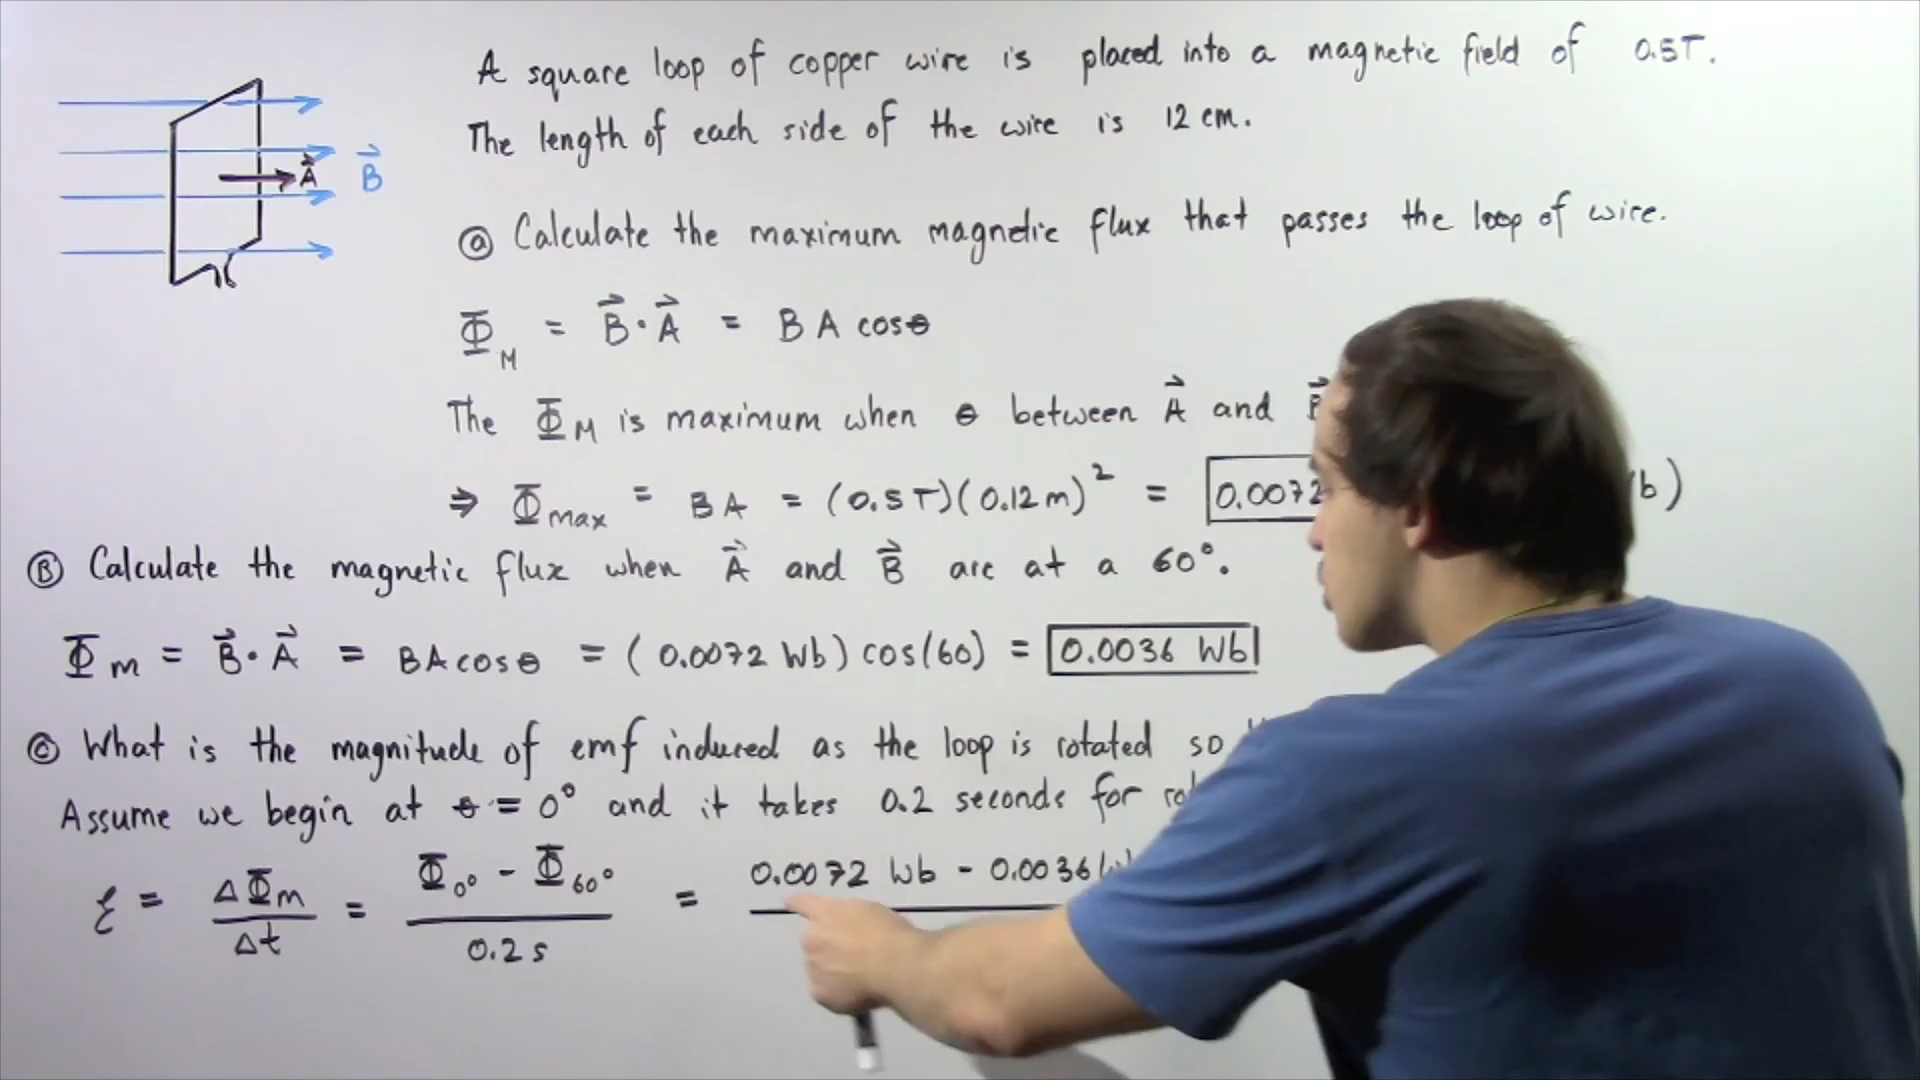 A square loop of copper wire is placed into a magnetic field of 0.5T.
The length of each side of the wire is 12 cm.
A⃗
B⃗
ⓐ Calculate the maximum magnetic flux that passes the loop of wire.
Φ_M = B⃗ · A⃗ = B A cosθ
The Φ_M is maximum when θ between A⃗ and
⇒ Φ_max = BA = (0.5T)(0.12m)² = 0.0072 b)
Ⓑ Calculate the magnetic flux when A⃗ and B⃗ are at a 60°.
Φ_m = B⃗ · A⃗ = BAcosθ = (0.0072 Wb) cos(60) = 0.0036 Wb
© What is the magnitude of emf induced as the loop is rotated so
Assume we begin at θ = 0° and it takes 0.2 seconds for
ℰ = ΔΦ_m / Δt = Φ_0° - Φ_60° / 0.2 s = 0.0072 Wb - 0.0036